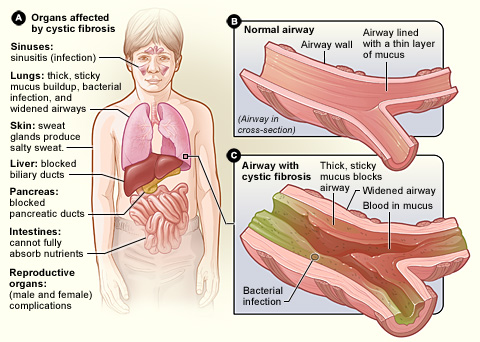 A Organs affected
by cystic fibrosis
Sinuses:
sinusitis (infection)
Lungs: thick, sticky
mucus buildup, bacterial
infection, and
widened airways
Skin: sweat
glands produce
salty sweat.
Liver: blocked
biliary ducts
Pancreas:
blocked
pancreatic ducts
Intestines:
cannot fully
absorb nutrients
Reproductive
organs:
(male and female)
complications
B Normal airway
Airway wall
Airway lined
with a thin layer
of mucus
(Airway in
cross-section)
C Airway with
cystic fibrosis
Thick, sticky
mucus blocks
airway
Widened airway
Blood in mucus
Bacterial
infection